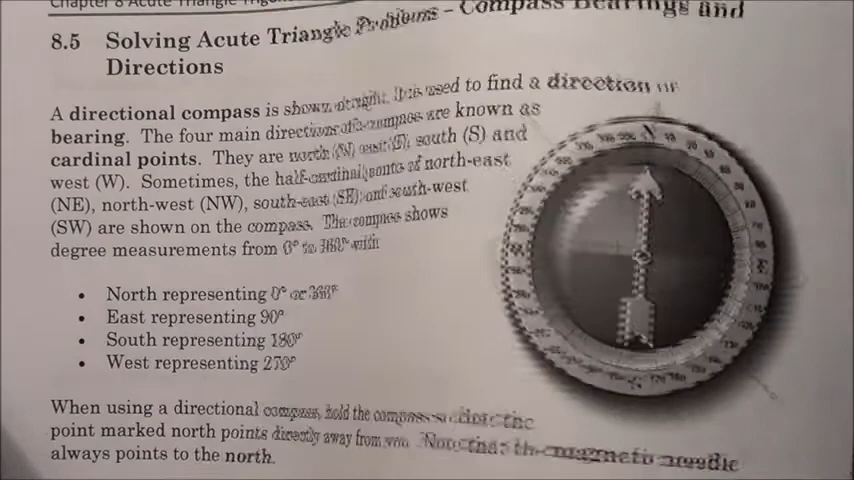 Chapter 8 Acute Triangle
8.5 Solving Acute Triangle Problems – Compass Bearings and
Directions
A directional compass is shown at right. It is used to find a direction or
bearing. The four main directions of a compass are known as
cardinal points. They are north (N), east (E), south (S) and
west (W). Sometimes, the half-cardinal points of north-east
(NE), north-west (NW), south-east (SE), and south-west
(SW) are shown on the compass. The compass shows
degree measurements from 0° to 360° with
• North representing 0° or 360°
• East representing 90°
• South representing 180°
• West representing 270°
When using a directional compass, hold the compass so that the
point marked north points directly away from you. Note that the magnetic needle
always points to the north.
N
E
S